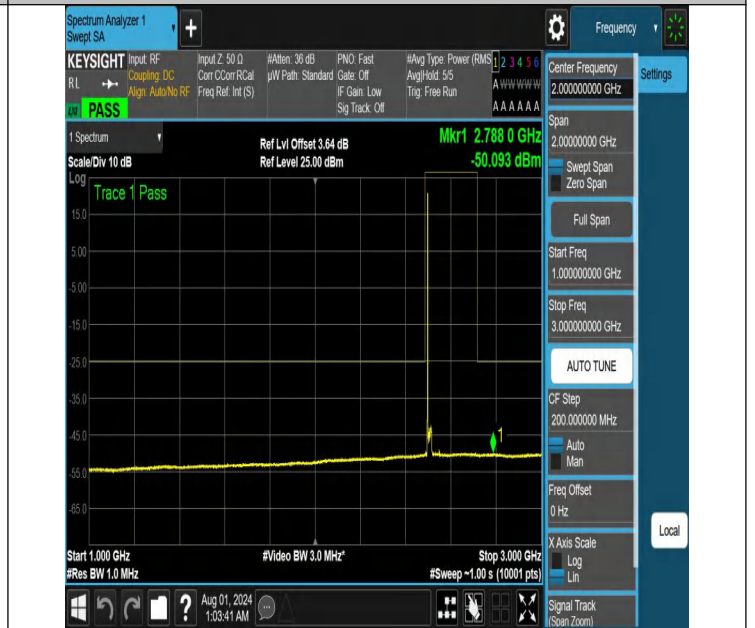 Spectrum Analyzer 1
Swept SA
+
Frequency
KEYSIGHT
RL
PASS
Input: RF
Coupling: DC
Align: Auto/No RF
Input Z: 50 Ω
Corr CCorr RCal
Freq Ref: Int (S)
#Atten: 36 dB
µW Path: Standard
PNO: Fast
Gate: Off
IF Gain: Low
Sig Track: Off
#Avg Type: Power (RMS
Avg|Hold: 5/5
Trig: Free Run
1 2 3 4 5 6
A W W W W W
A A A A A A
1 Spectrum
Scale/Div 10 dB
Ref Lvl Offset 3.64 dB
Ref Level 25.00 dBm
Mkr1 2.788 0 GHz
-50.093 dBm
Log
Trace 1 Pass
15.0
5.00
-5.00
-15.0
-25.0
-35.0
-45.0
-55.0
-65.0
1
Start 1.000 GHz
#Res BW 1.0 MHz
#Video BW 3.0 MHz*
Stop 3.000 GHz
#Sweep ~1.00 s (10001 pts)
Center Frequency
2.000000000 GHz
Span
2.00000000 GHz
Swept Span
Zero Span
Full Span
Start Freq
1.000000000 GHz
Stop Freq
3.000000000 GHz
AUTO TUNE
CF Step
200.000000 MHz
Auto
Man
Freq Offset
0 Hz
X Axis Scale
Log
Lin
Signal Track
(Span Zoom)
Settings
Local
?
Aug 01, 2024
1:03:41 AM